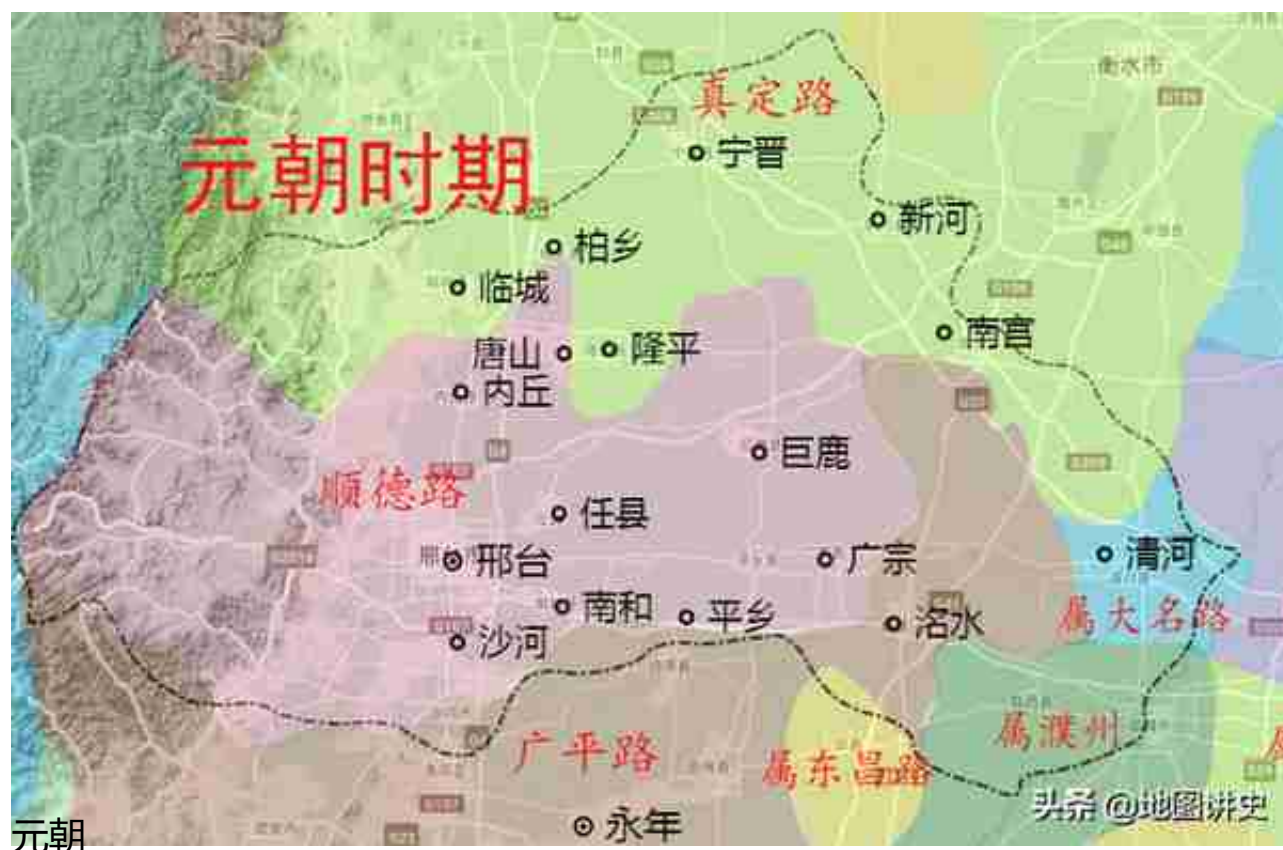 真定路
衡水市
宁晋
元朝时期
新河
柏乡
临城
南宫
唐山
隆平
内丘
巨鹿
顺德路
任县
邢台
广宗
清河
南和
平乡
洺水
属大名路
沙河
属濮州
广平路
属东昌路
头条 @地图讲史
永年
元朝